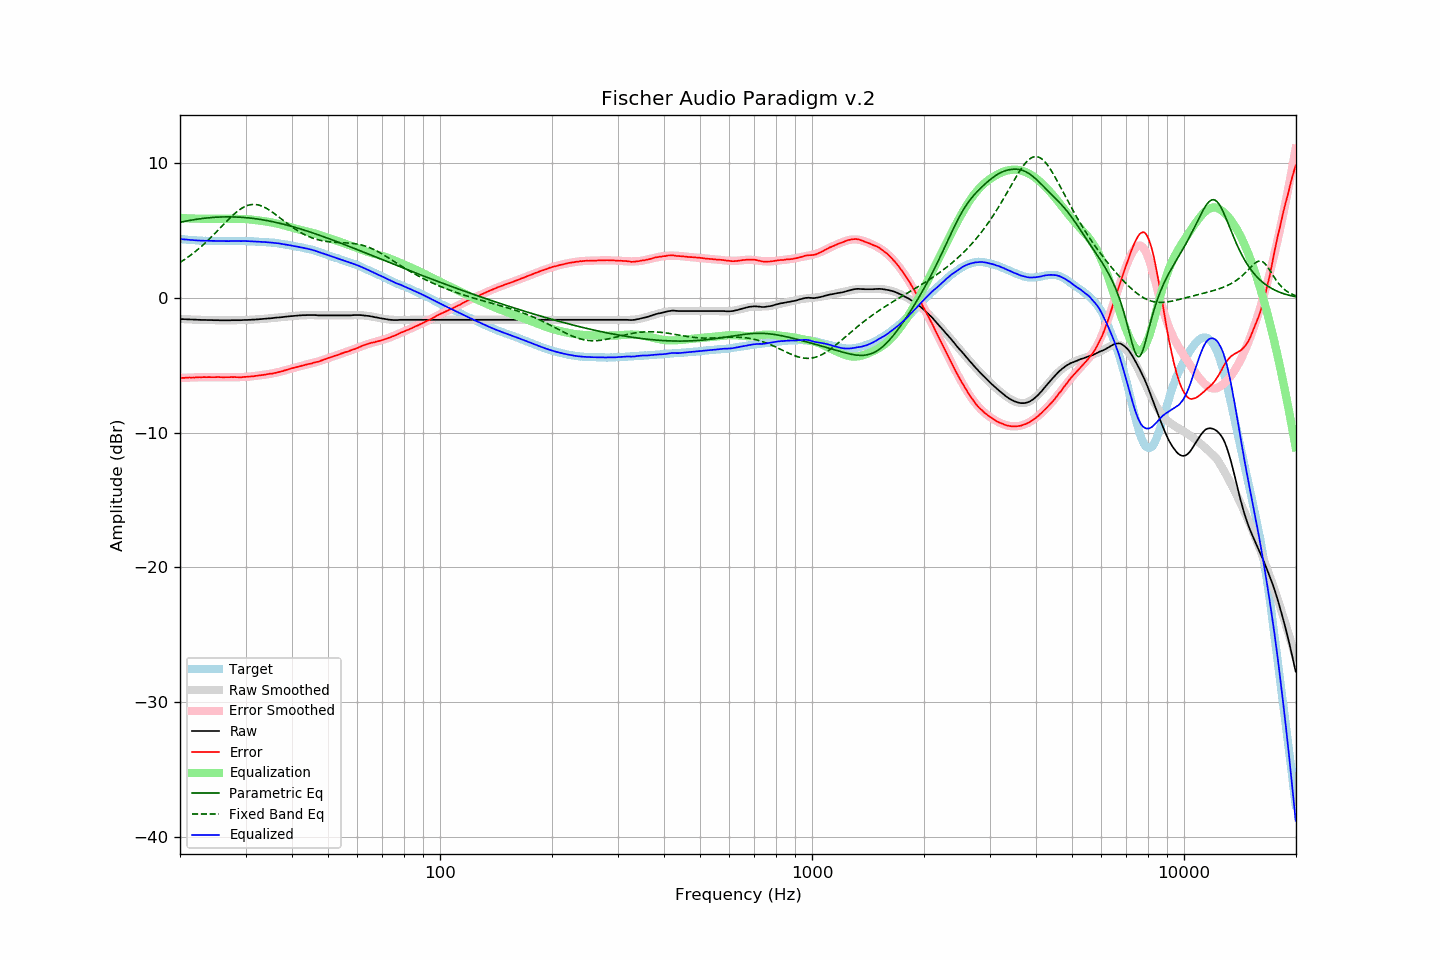 Fischer Audio Paradigm v.2
10
0
−10
−20
−30
−40
Amplitude (dBr)
Target
Raw Smoothed
Error Smoothed
Raw
Error
Equalization
Parametric Eq
Fixed Band Eq
Equalized
100
1000
10000
Frequency (Hz)